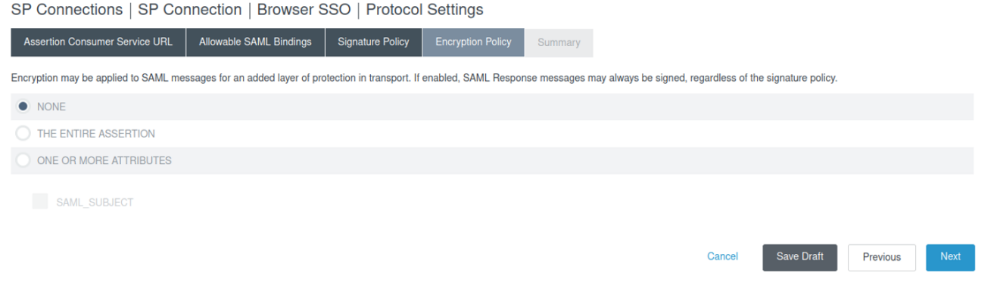 SP Connections | SP Connection | Browser SSO | Protocol Settings
Assertion Consumer Service URL
Allowable SAML Bindings
Signature Policy
Encryption Policy
Summary
Encryption may be applied to SAML messages for an added layer of protection in transport. If enabled, SAML Response messages may always be signed, regardless of the signature policy.
NONE
THE ENTIRE ASSERTION
ONE OR MORE ATTRIBUTES
SAML_SUBJECT
Cancel
Save Draft
Previous
Next